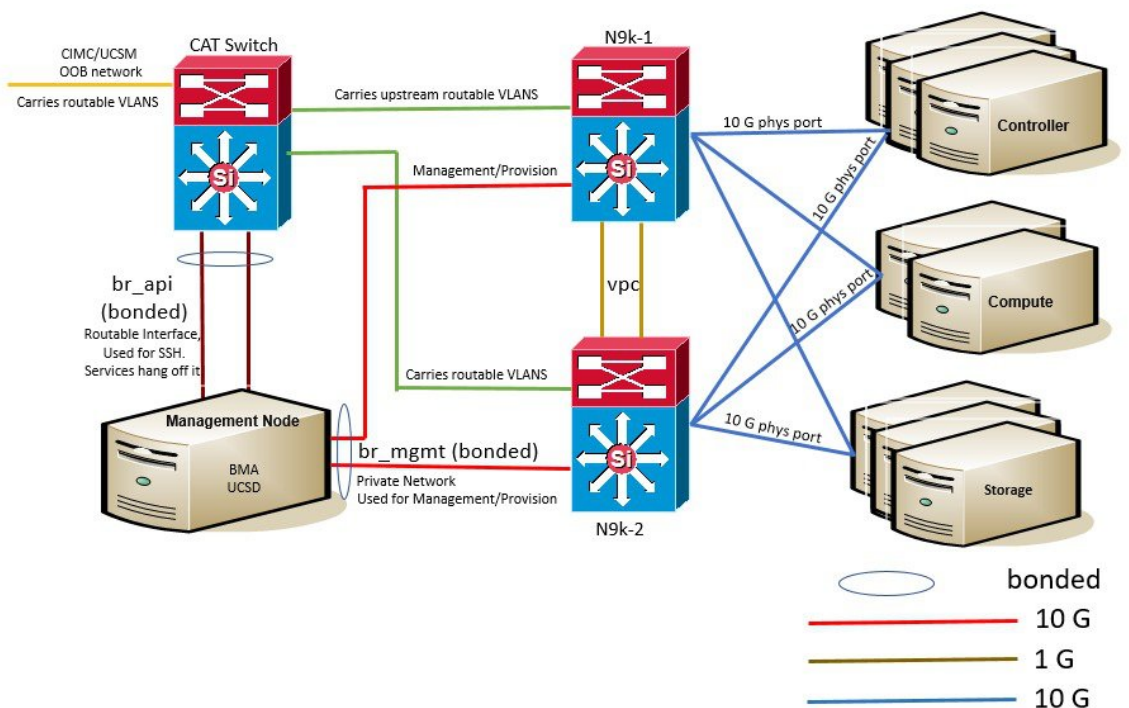 CAT Switch
N9k-1
CIMC/UCSM
OOB network
Carries routable VLANS
Carries upstream routable VLANS
10 G phys port
Controller
Si
Management/Provision
Si
10 G phys port
br_api
(bonded)
Routable Interface,
Used for SSH.
Services hang off it
vpc
10 G phys port
Compute
Carries routable VLANS
Management Node
BMA
UCSD
br_mgmt (bonded)
Private Network
Used for Management/Provision
Si
10 G phys port
Storage
N9k-2
bonded
10 G
1 G
10 G